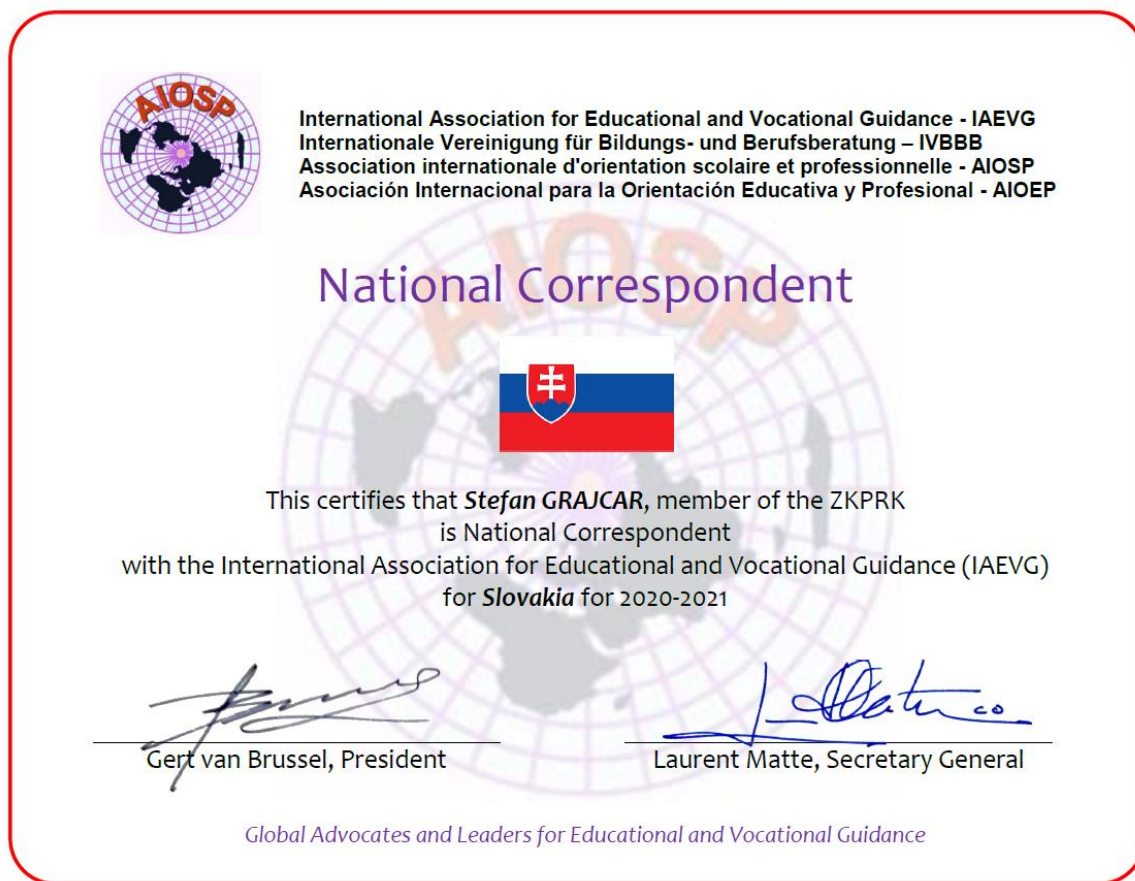 AIOSP
International Association for Educational and Vocational Guidance - IAEVG
Internationale Vereinigung für Bildungs- und Berufsberatung – IVBBB
Association internationale d'orientation scolaire et professionnelle - AIOSP
Asociación Internacional para la Orientación Educativa y Profesional - AIOEP
AIOSP
National Correspondent
This certifies that Stefan GRAJCAR, member of the ZKPRK
is National Correspondent
with the International Association for Educational and Vocational Guidance (IAEVG)
for Slovakia for 2020-2021
Gert van Brussel, President
Laurent Matte, Secretary General
Global Advocates and Leaders for Educational and Vocational Guidance